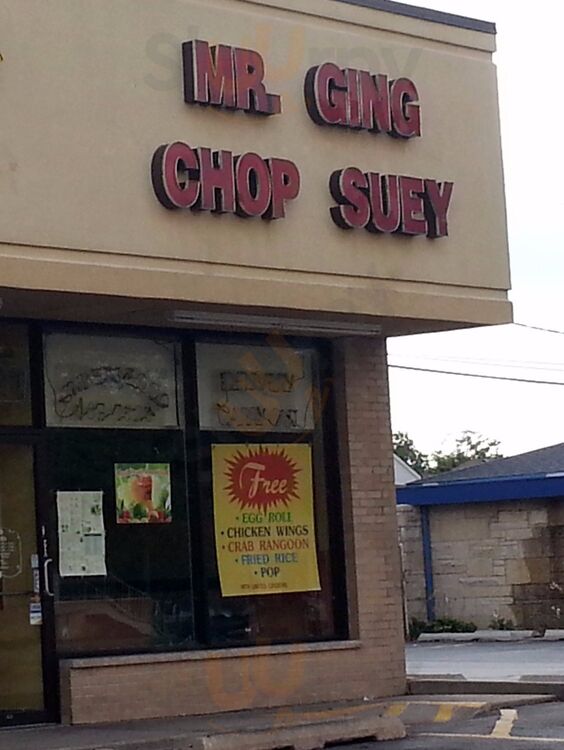 MR. GING
CHOP SUEY
Free
• EGG ROLL
• CHICKEN WINGS
• CRAB RANGOON
• FRIED RICE
• POP